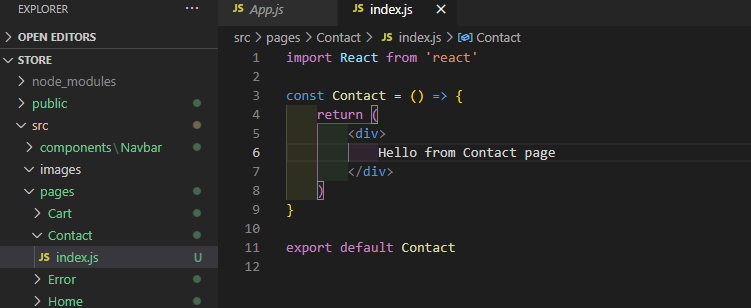 EXPLORER
...
OPEN EDITORS
STORE
node_modules
public
src
components\Navbar
images
pages
Cart
Contact
JS index.js U
Error
Home
JS App.js
JS index.js ×
src > pages > Contact > JS index.js > Contact
1 import React from 'react'
2
3 const Contact = () => {
4 return (
5 <div>
6 Hello from Contact page
7 </div>
8 )
9 }
10
11 export default Contact
12